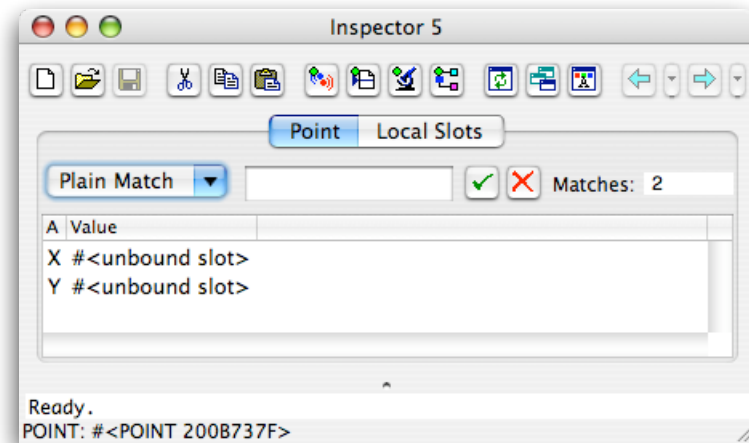 Inspector 5
Point Local Slots
Plain Match Matches: 2
A Value
X #<unbound slot>
Y #<unbound slot>
Ready.
POINT: #<POINT 200B737F>